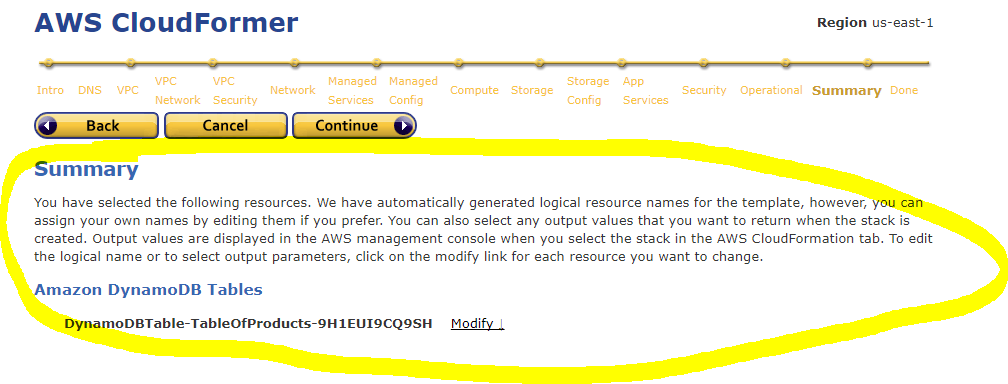 AWS CloudFormer
Region us-east-1
Intro DNS VPC VPC Network VPC Security Network Managed Services Managed Config Compute Storage Storage Config App Services Security Operational Summary Done
Back Cancel Continue
Summary
You have selected the following resources. We have automatically generated logical resource names for the template, however, you can
assign your own names by editing them if you prefer. You can also select any output values that you want to return when the stack is
created. Output values are displayed in the AWS management console when you select the stack in the AWS CloudFormation tab. To edit
the logical name or to select output parameters, click on the modify link for each resource you want to change.
Amazon DynamoDB Tables
DynamoDBTable-TableOfProducts-9H1EUI9CQ9SH Modify